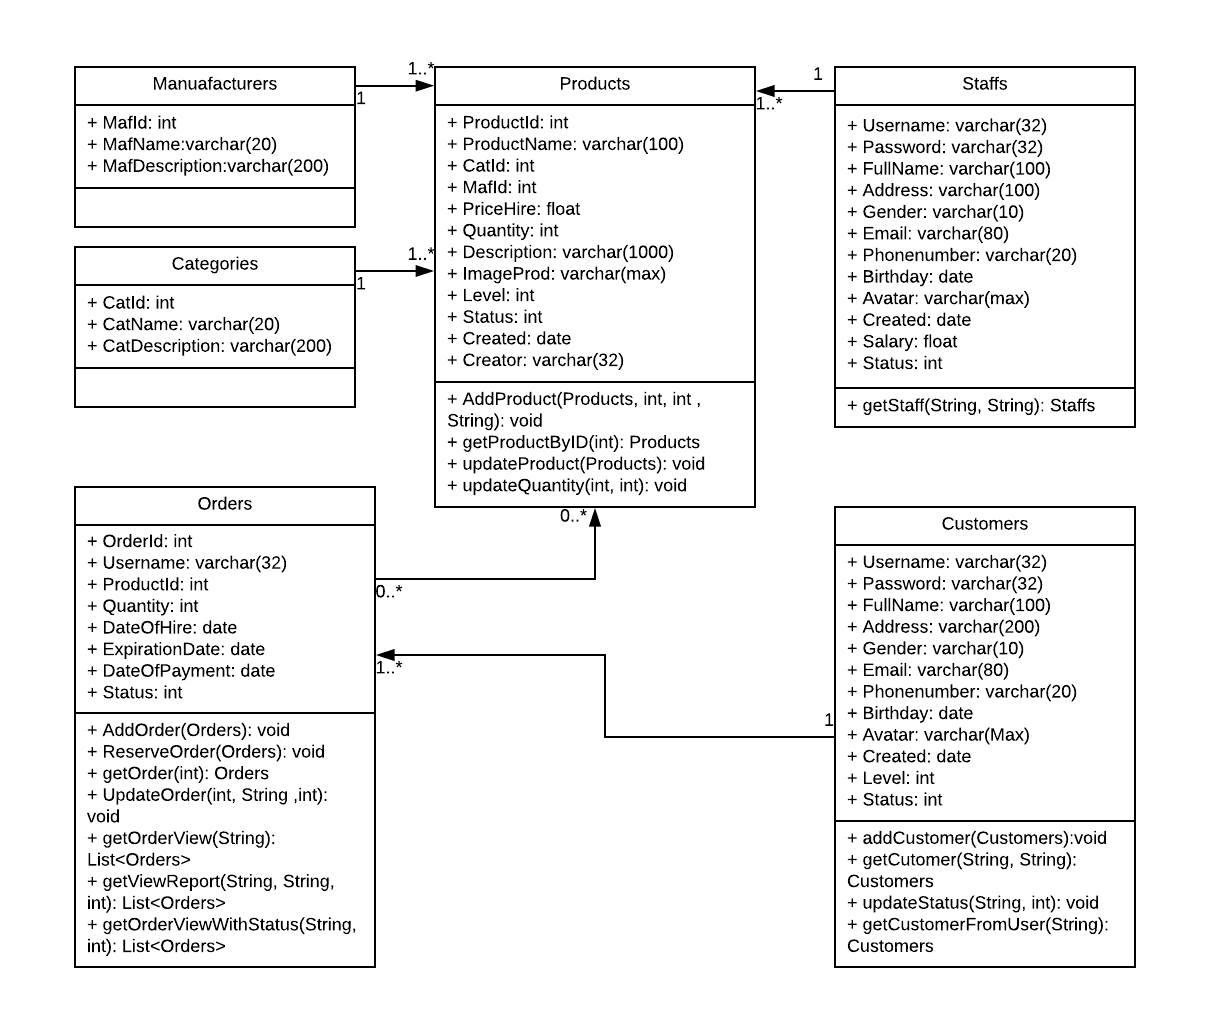 Manuafacturers
+ MafId: int
+ MafName:varchar(20)
+ MafDescription:varchar(200)
1..*
1
Categories
+ CatId: int
+ CatName: varchar(20)
+ CatDescription: varchar(200)
1..*
1
Products
+ ProductId: int
+ ProductName: varchar(100)
+ CatId: int
+ MafId: int
+ PriceHire: float
+ Quantity: int
+ Description: varchar(1000)
+ ImageProd: varchar(max)
+ Level: int
+ Status: int
+ Created: date
+ Creator: varchar(32)
+ AddProduct(Products, int, int ,
String): void
+ getProductByID(int): Products
+ updateProduct(Products): void
+ updateQuantity(int, int): void
1
1..*
Staffs
+ Username: varchar(32)
+ Password: varchar(32)
+ FullName: varchar(100)
+ Address: varchar(100)
+ Gender: varchar(10)
+ Email: varchar(80)
+ Phonenumber: varchar(20)
+ Birthday: date
+ Avatar: varchar(max)
+ Created: date
+ Salary: float
+ Status: int
+ getStaff(String, String): Staffs
Orders
+ OrderId: int
+ Username: varchar(32)
+ ProductId: int
+ Quantity: int
+ DateOfHire: date
+ ExpirationDate: date
+ DateOfPayment: date
+ Status: int
+ AddOrder(Orders): void
+ ReserveOrder(Orders): void
+ getOrder(int): Orders
+ UpdateOrder(int, String ,int):
void
+ getOrderView(String):
List<Orders>
+ getViewReport(String, String,
int): List<Orders>
+ getOrderViewWithStatus(String,
int): List<Orders>
0..*
0..*
1..*
1
Customers
+ Username: varchar(32)
+ Password: varchar(32)
+ FullName: varchar(100)
+ Address: varchar(200)
+ Gender: varchar(10)
+ Email: varchar(80)
+ Phonenumber: varchar(20)
+ Birthday: date
+ Avatar: varchar(Max)
+ Created: date
+ Level: int
+ Status: int
+ addCustomer(Customers):void
+ getCutomer(String, String):
Customers
+ updateStatus(String, int): void
+ getCustomerFromUser(String):
Customers